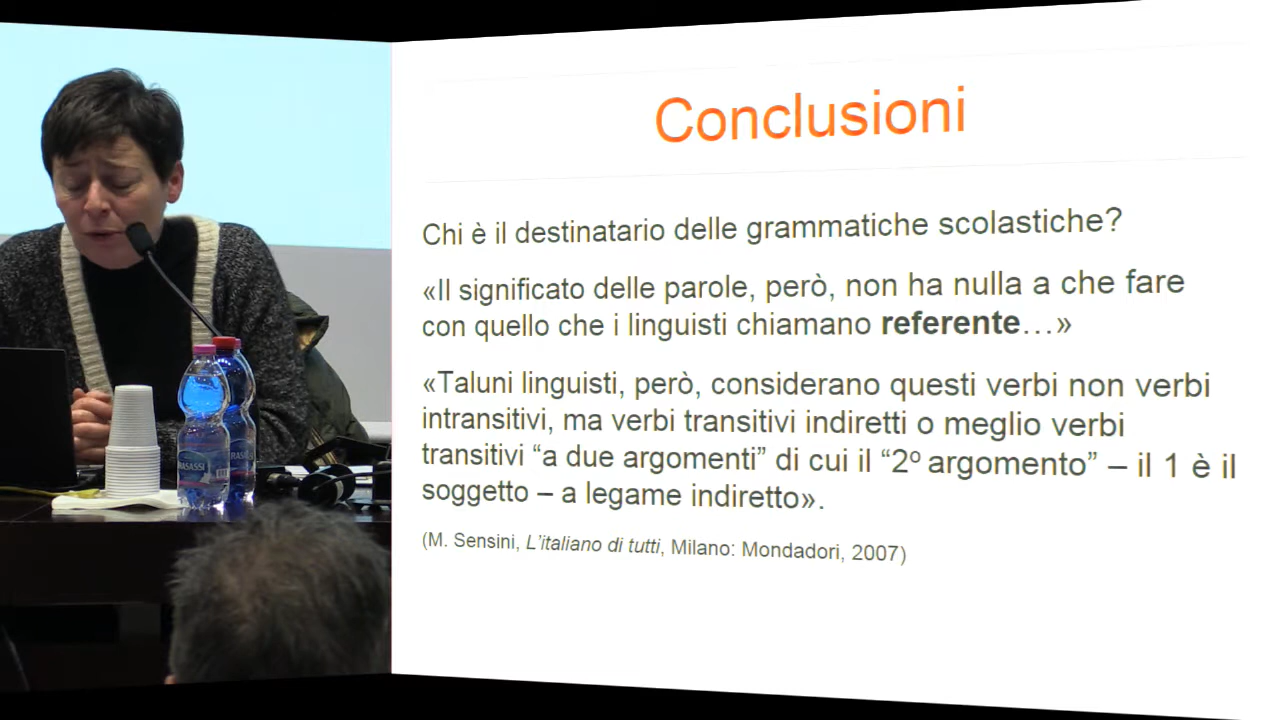 Conclusioni
Chi è il destinatario delle grammatiche scolastiche?
«Il significato delle parole, però, non ha nulla a che fare
con quello che i linguisti chiamano referente…»
«Taluni linguisti, però, considerano questi verbi non verbi
intransitivi, ma verbi transitivi indiretti o meglio verbi
transitivi “a due argomenti” di cui il “2º argomento” – il 1 è il
soggetto – a legame indiretto».
(M. Sensini, L’italiano di tutti, Milano: Mondadori, 2007)